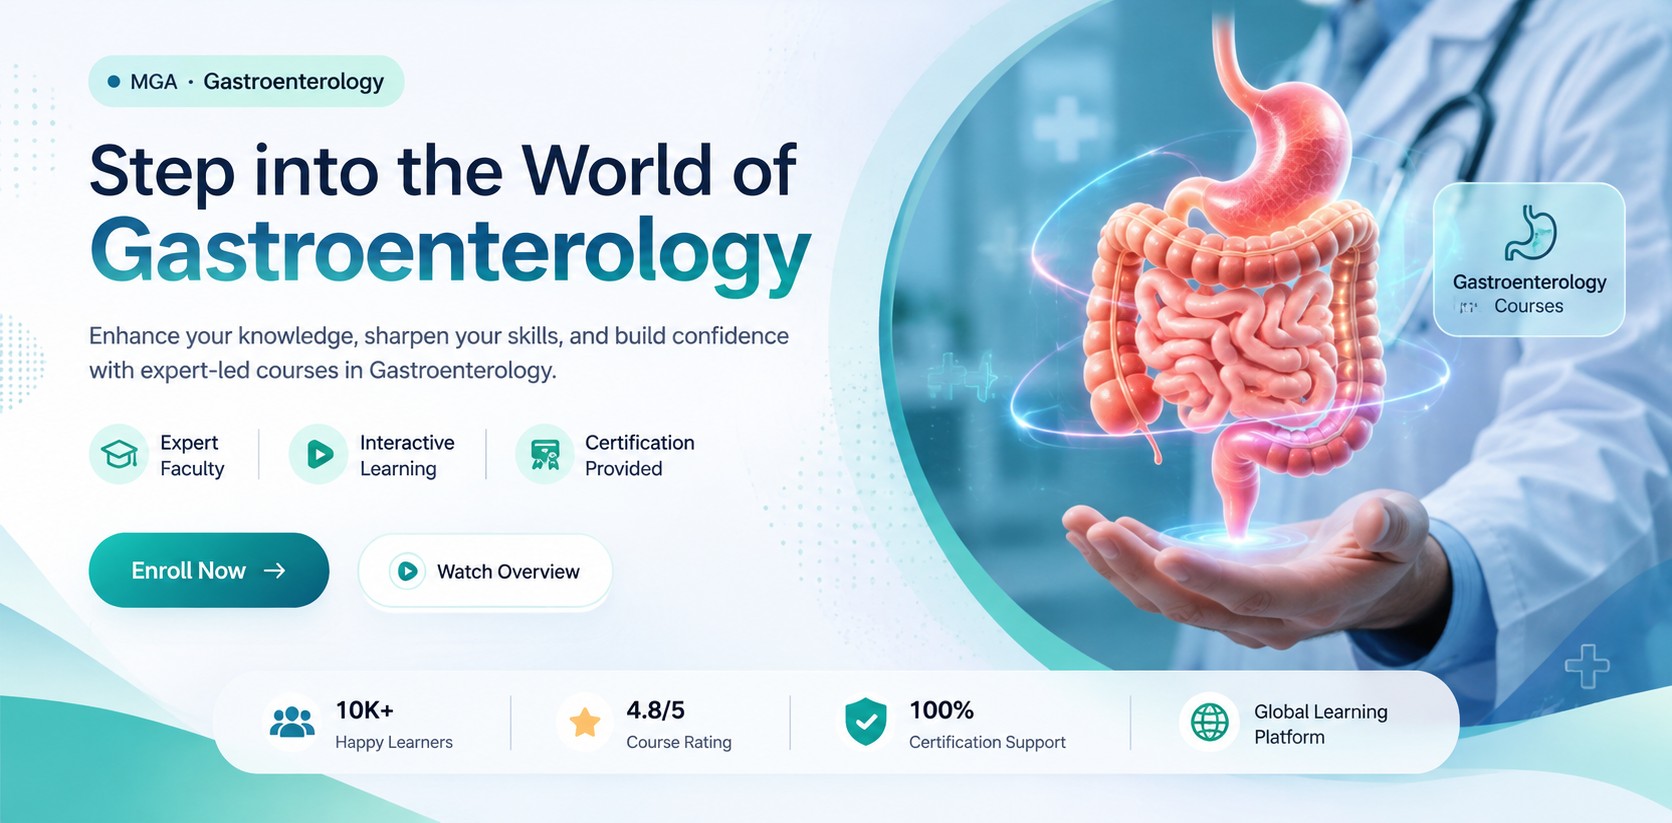 MGA · Gastroenterology
Step into the World of
Gastroenterology
Enhance your knowledge, sharpen your skills, and build confidence
with expert-led courses in Gastroenterology.
Expert
Faculty
Interactive
Learning
Certification
Provided
Enroll Now
Watch Overview
Gastroenterology
Courses
10K+
Happy Learners
4.8/5
Course Rating
100%
Certification Support
Global Learning
Platform